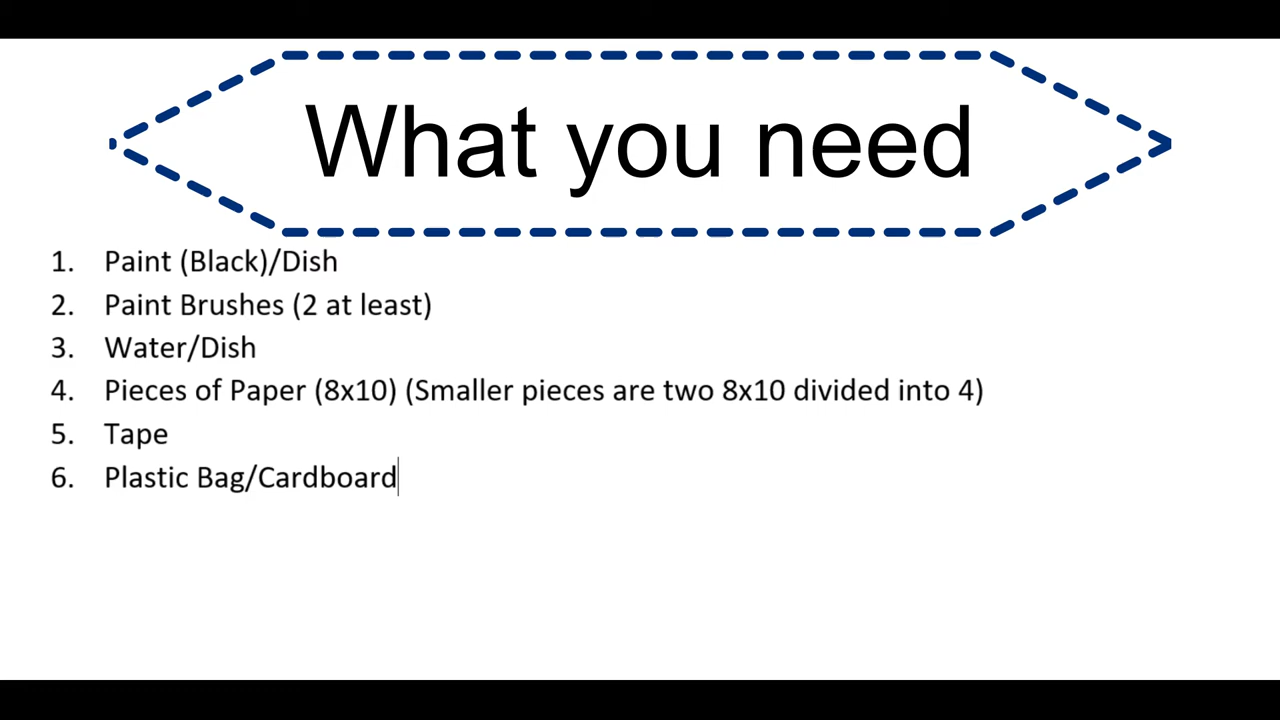 What you need
1. Paint (Black)/Dish
2. Paint Brushes (2 at least)
3. Water/Dish
4. Pieces of Paper (8x10) (Smaller pieces are two 8x10 divided into 4)
5. Tape
6. Plastic Bag/Cardboard